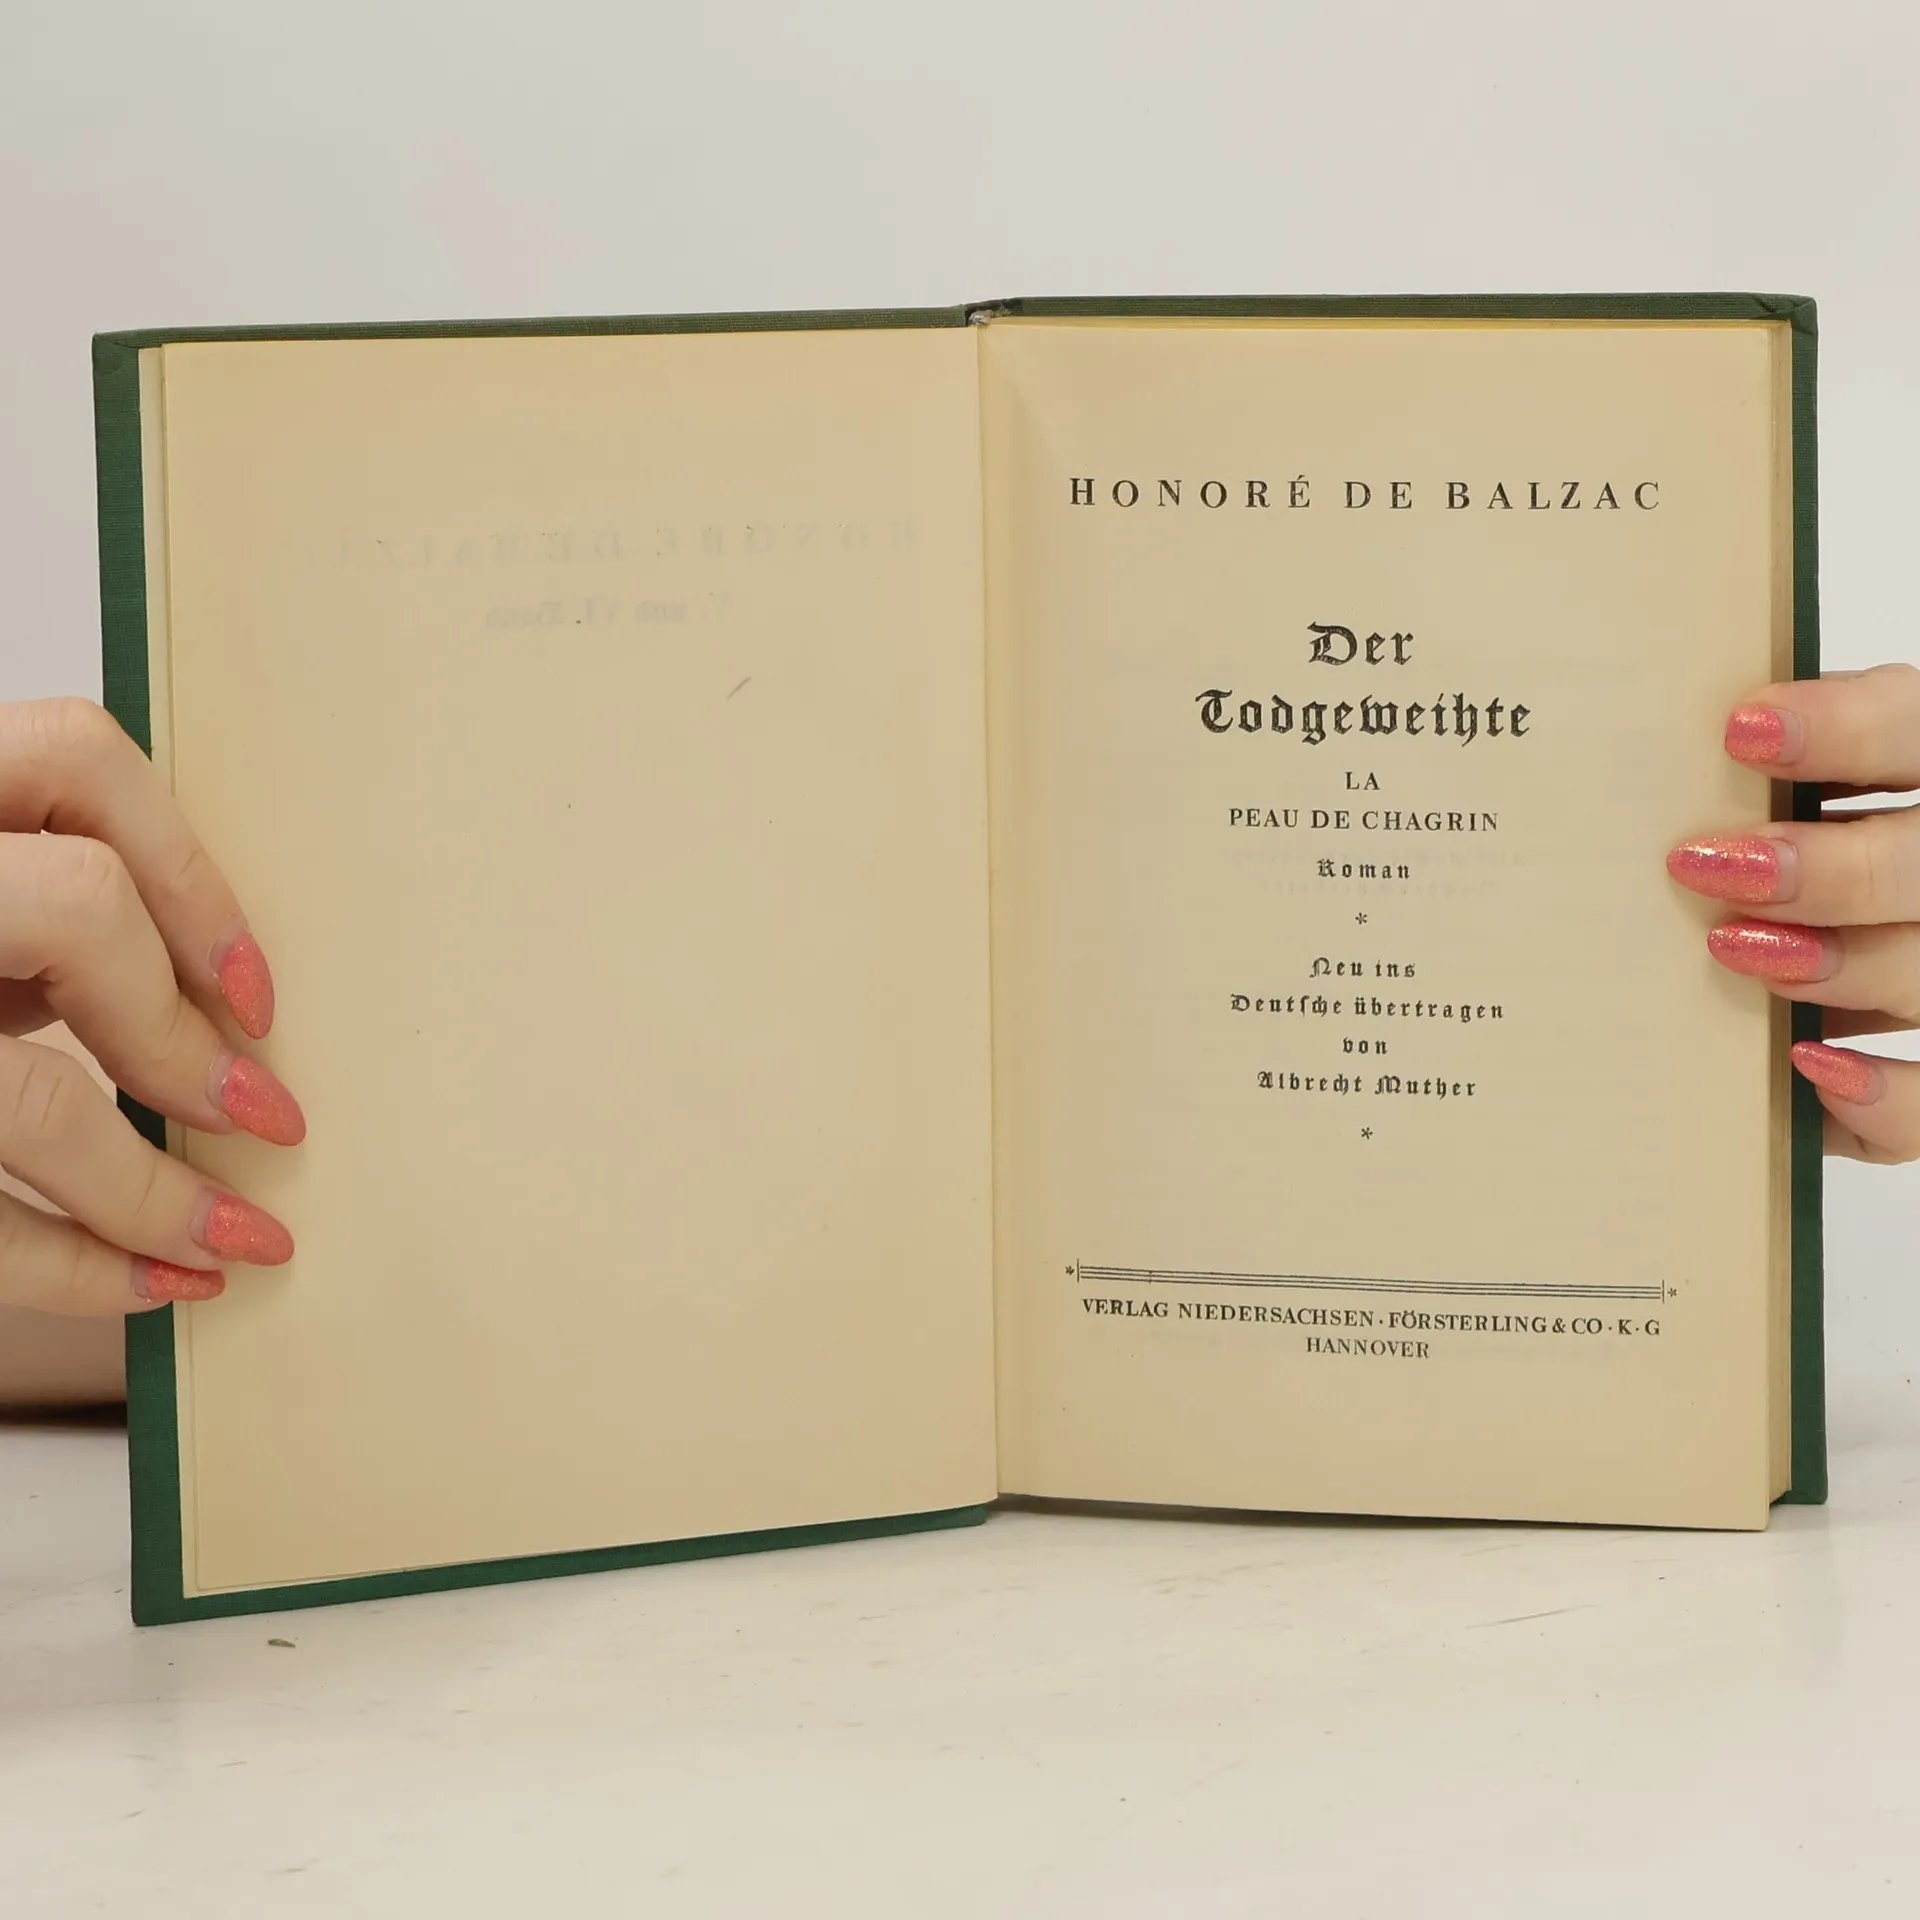 HONORÉ DE BALZAC
Der
Todgeweihte
LA
PEAU DE CHAGRIN
Roman
*
Neu ins
Deutſche übertragen
von
Albrecht Muther
*
VERLAG NIEDERSACHSEN · FÖRSTERLING & CO · K · G
HANNOVER